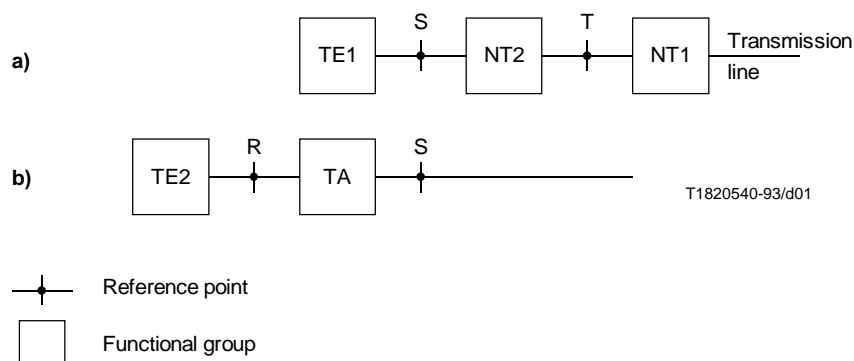 S
T
a)
TE1
NT2
NT1
Transmission
line
R
S
b)
TE2
TA
T1820540-93/d01
Reference point
Functional group